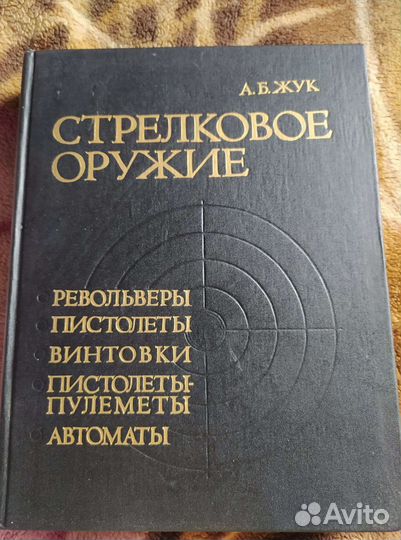 А.Б.ЖУК
СТРЕЛКОВОЕ
ОРУЖИЕ
РЕВОЛЬВЕРЫ
ПИСТОЛЕТЫ
ВИНТОВКИ
ПИСТОЛЕТЫ-
ПУЛЕМЕТЫ
АВТОМАТЫ
Avito